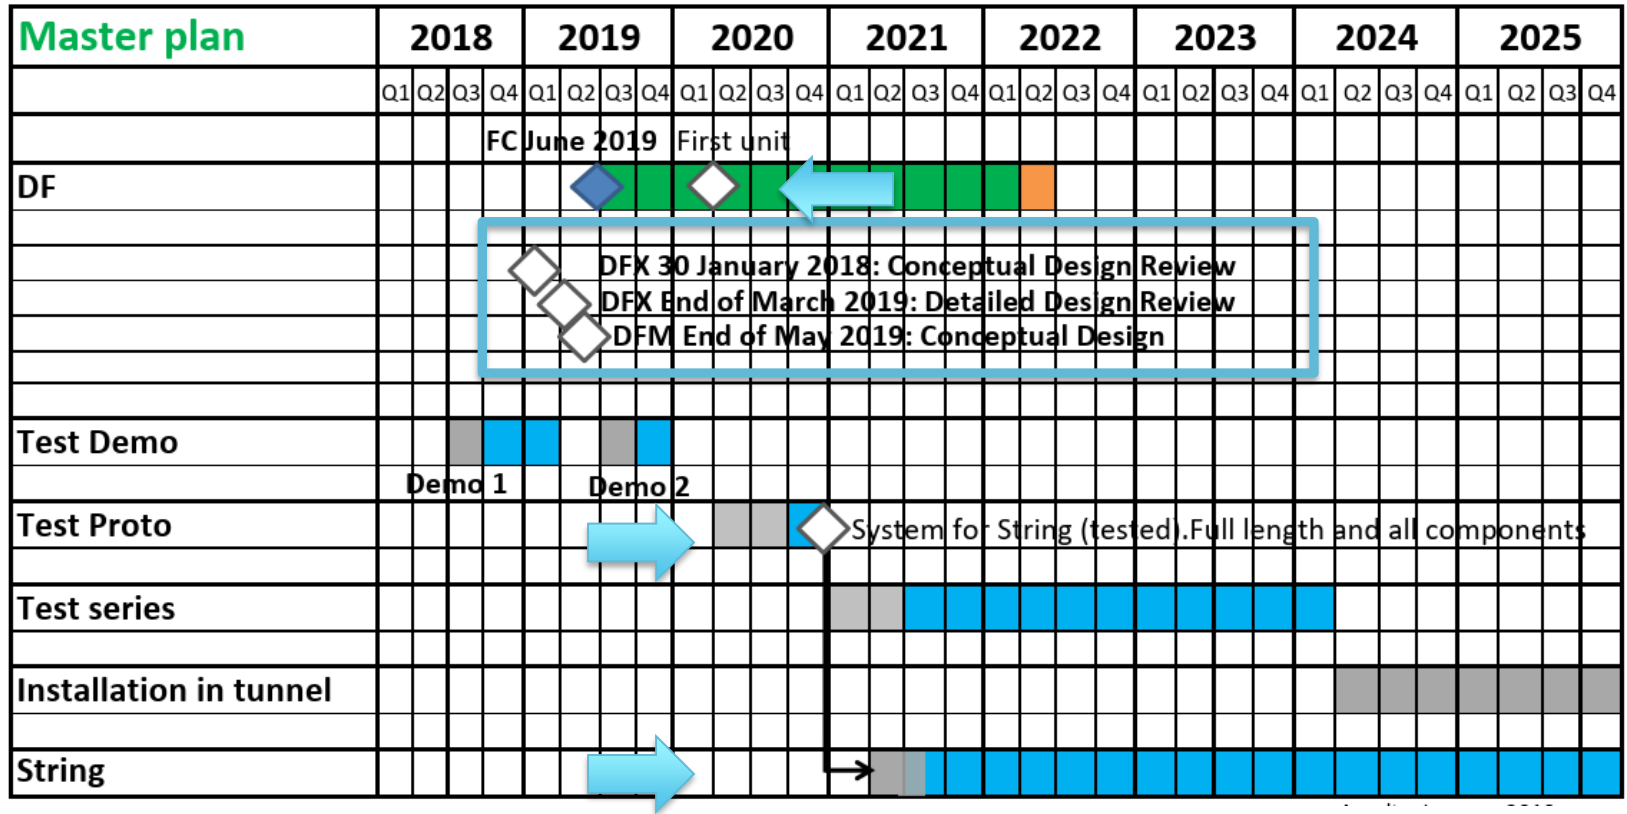 Master plan 2018 2019 2020 2021 2022 2023 2024 2025
Q1 Q2 Q3 Q4 Q1 Q2 Q3 Q4 Q1 Q2 Q3 Q4 Q1 Q2 Q3 Q4 Q1 Q2 Q3 Q4 Q1 Q2 Q3 Q4 Q1 Q2 Q3 Q4 Q1 Q2 Q3 Q4
FC June 2019 First unit
DF
DFX 30 January 2018: Conceptual Design Review
DFX End of March 2019: Detailed Design Review
DFM End of May 2019: Conceptual Design
Test Demo
Demo 1 Demo 2
Test Proto System for String (tested).Full length and all components
Test series
Installation in tunnel
String